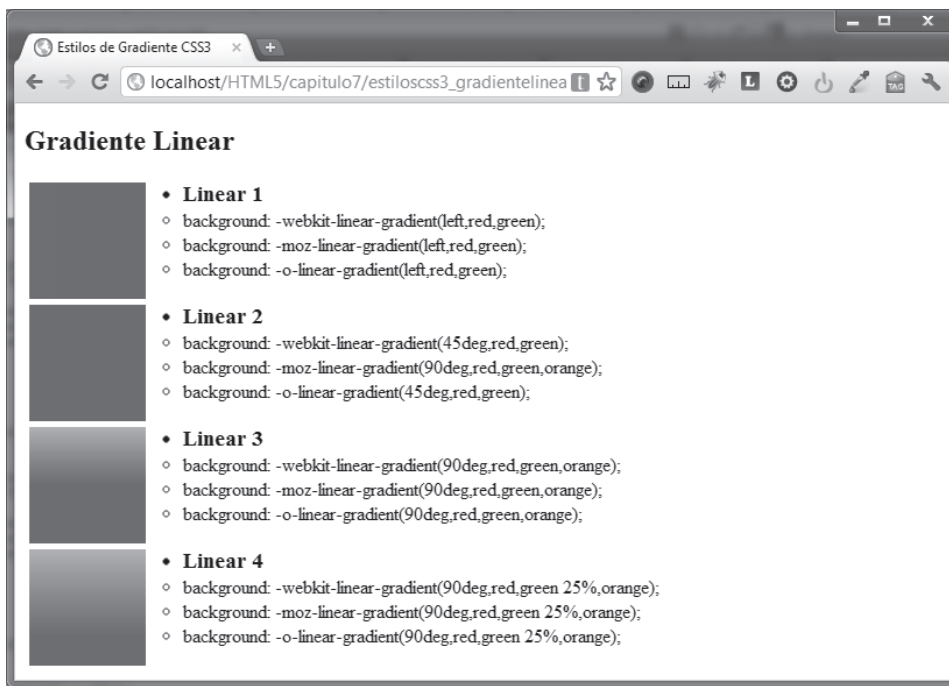 Estilos de Gradiente CSS3
localhost/HTML5/capitulo7/estiloscss3_gradientelinea
L
TAG
Gradiente Linear
Linear 1
background: -webkit-linear-gradient(left,red,green);
background: -moz-linear-gradient(left,red,green);
background: -o-linear-gradient(left,red,green);
Linear 2
background: -webkit-linear-gradient(45deg,red,green);
background: -moz-linear-gradient(90deg,red,green,orange);
background: -o-linear-gradient(45deg,red,green);
Linear 3
background: -webkit-linear-gradient(90deg,red,green,orange);
background: -moz-linear-gradient(90deg,red,green,orange);
background: -o-linear-gradient(90deg,red,green,orange);
Linear 4
background: -webkit-linear-gradient(90deg,red,green 25%,orange);
background: -moz-linear-gradient(90deg,red,green 25%,orange);
background: -o-linear-gradient(90deg,red,green 25%,orange);